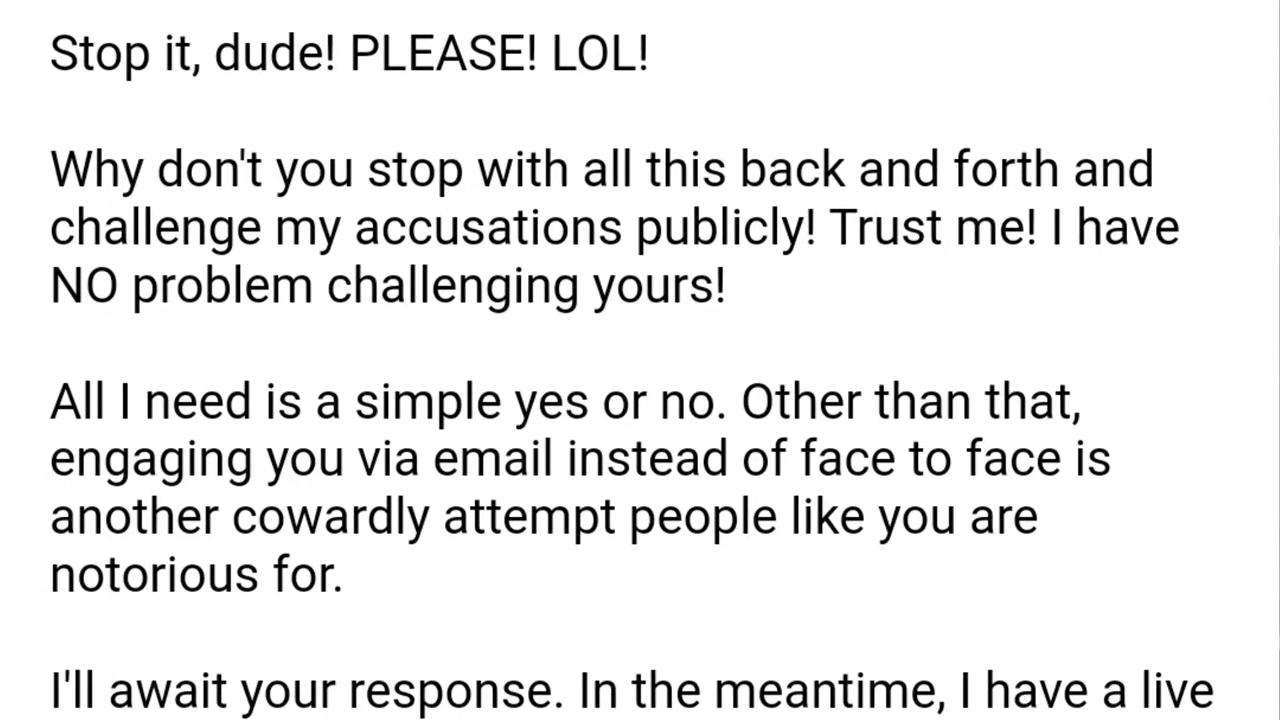 Stop it, dude! PLEASE! LOL!
Why don't you stop with all this back and forth and
challenge my accusations publicly! Trust me! I have
NO problem challenging yours!
All I need is a simple yes or no. Other than that,
engaging you via email instead of face to face is
another cowardly attempt people like you are
notorious for.
I'll await your response. In the meantime, I have a live